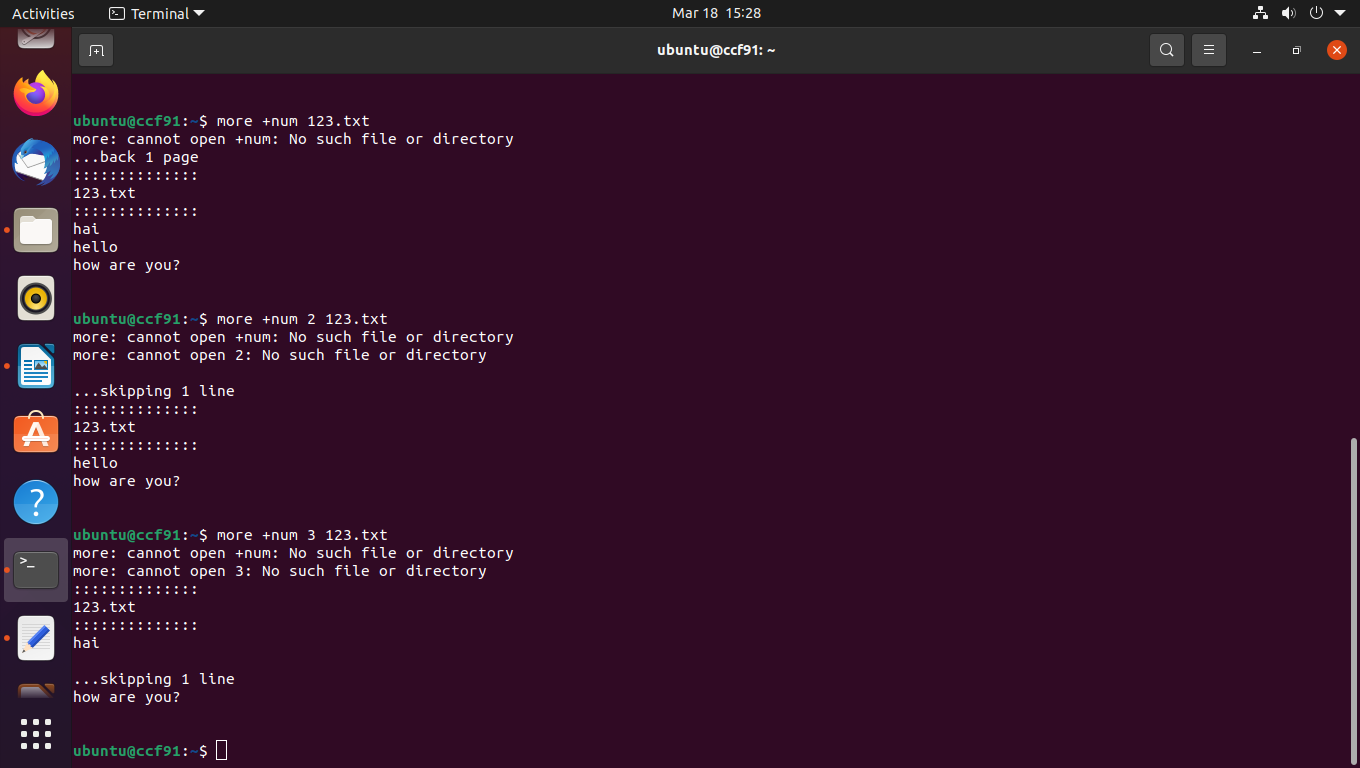 Activities
Terminal
Mar 18 15:28
ubuntu@ccf91: ~
ubuntu@ccf91:~$ more +num 123.txt
more: cannot open +num: No such file or directory
...back 1 page
::::::::::::::
123.txt
::::::::::::::
hai
hello
how are you?
ubuntu@ccf91:~$ more +num 2 123.txt
more: cannot open +num: No such file or directory
more: cannot open 2: No such file or directory
...skipping 1 line
::::::::::::::
123.txt
::::::::::::::
hello
how are you?
ubuntu@ccf91:~$ more +num 3 123.txt
more: cannot open +num: No such file or directory
more: cannot open 3: No such file or directory
::::::::::::::
123.txt
::::::::::::::
hai
...skipping 1 line
how are you?
ubuntu@ccf91:~$